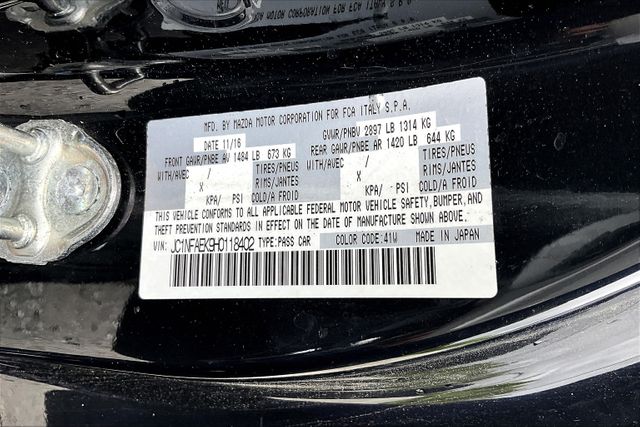 MFD. BY MAZDA MOTOR CORPORATION FOR FCA ITALY S.P.A.
DATE 11/16 GVWR/PNBV 2897 LB 1314 KG
FRONT GAWR/PNBE AV 1484 LB 673 KG REAR GAWR/PNBE AR 1420 LB 644 KG
WITH/AVEC / TIRES/PNEUS WITH/AVEC / TIRES/PNEUS
X RIMS/JANTES X RIMS/JANTES
KPA/ PSI COLD/A FROID KPA/ PSI COLD/A FROID
THIS VEHICLE CONFORMS TO ALL APPLICABLE FEDERAL MOTOR VEHICLE SAFETY, BUMPER, AND
THEFT PREVENTION STANDARDS IN EFFECT ON THE DATE OF MANUFACTURE SHOWN ABOVE.
VIN: JC1NFAEK9H0118402 TYPE:PASS CAR COLOR CODE:41W MADE IN JAPAN